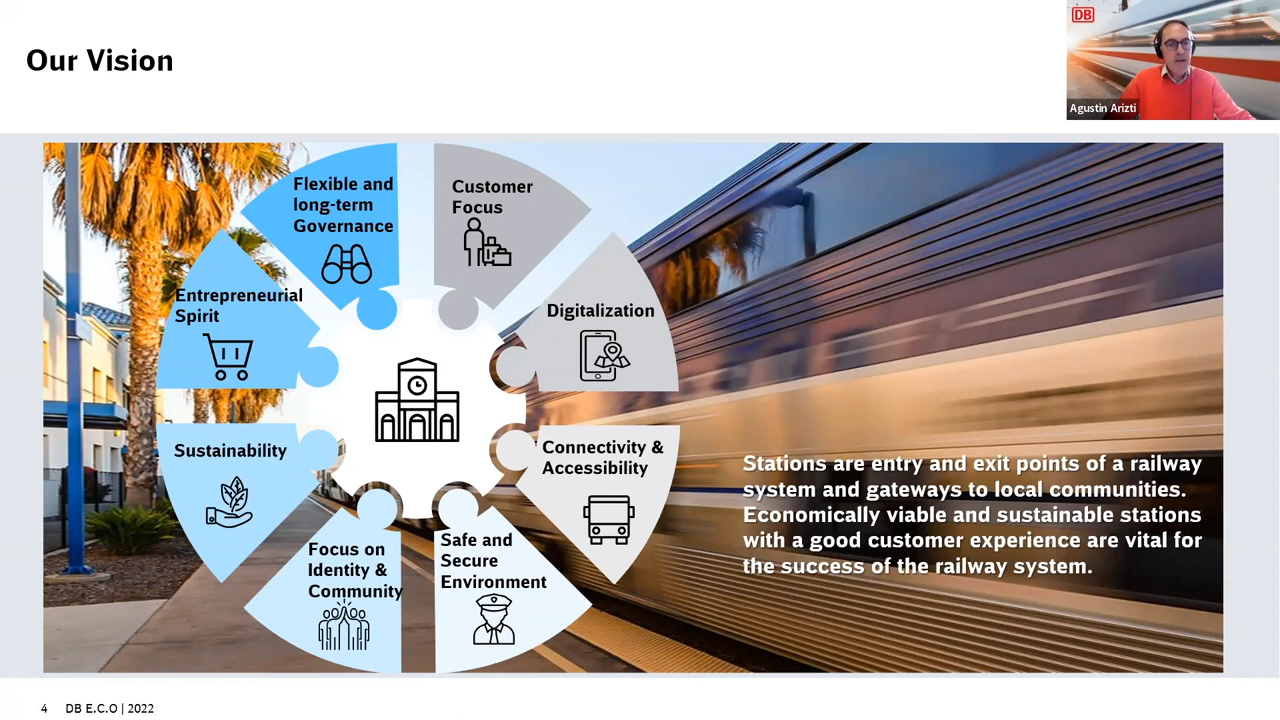 Our Vision
DB
Agustin Arizti
Flexible and
long-term
Governance
Customer
Focus
Entrepreneurial
Spirit
Digitalization
Sustainability
Connectivity &
Accessibility
Focus on
Identity &
Community
Safe and
Secure
Environment
Stations are entry and exit points of a railway
system and gateways to local communities.
Economically viable and sustainable stations
with a good customer experience are vital for
the success of the railway system.
4 DB E.C.O | 2022